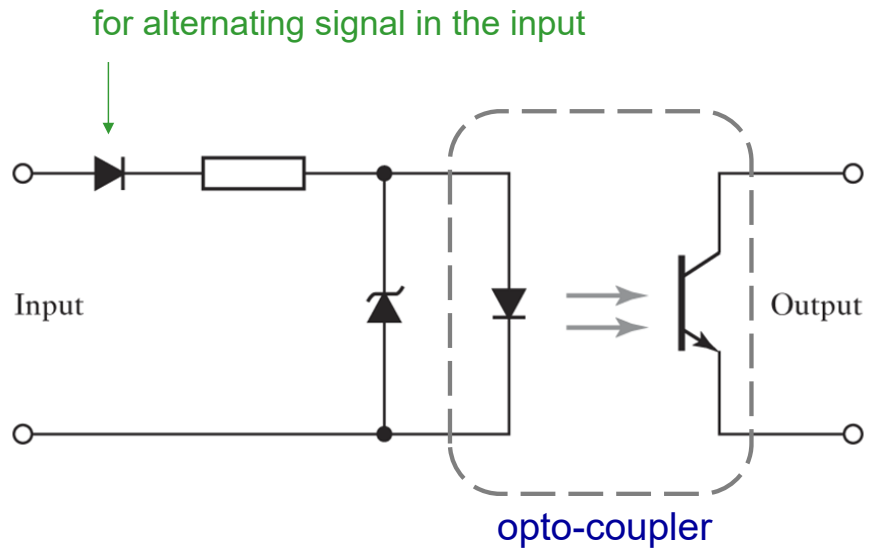 for alternating signal in the input
Input
Output
opto-coupler